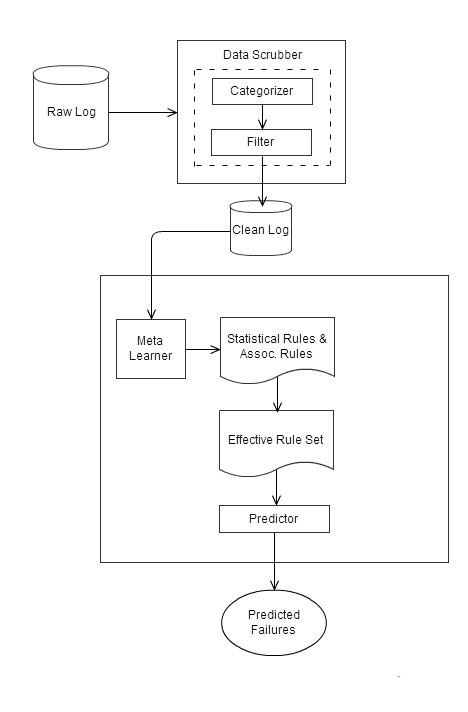 Data Scrubber
Raw Log
Categorizer
Filter
Clean Log
Meta
Learner
Statistical Rules &
Assoc. Rules
Effective Rule Set
Predictor
Predicted
Failures